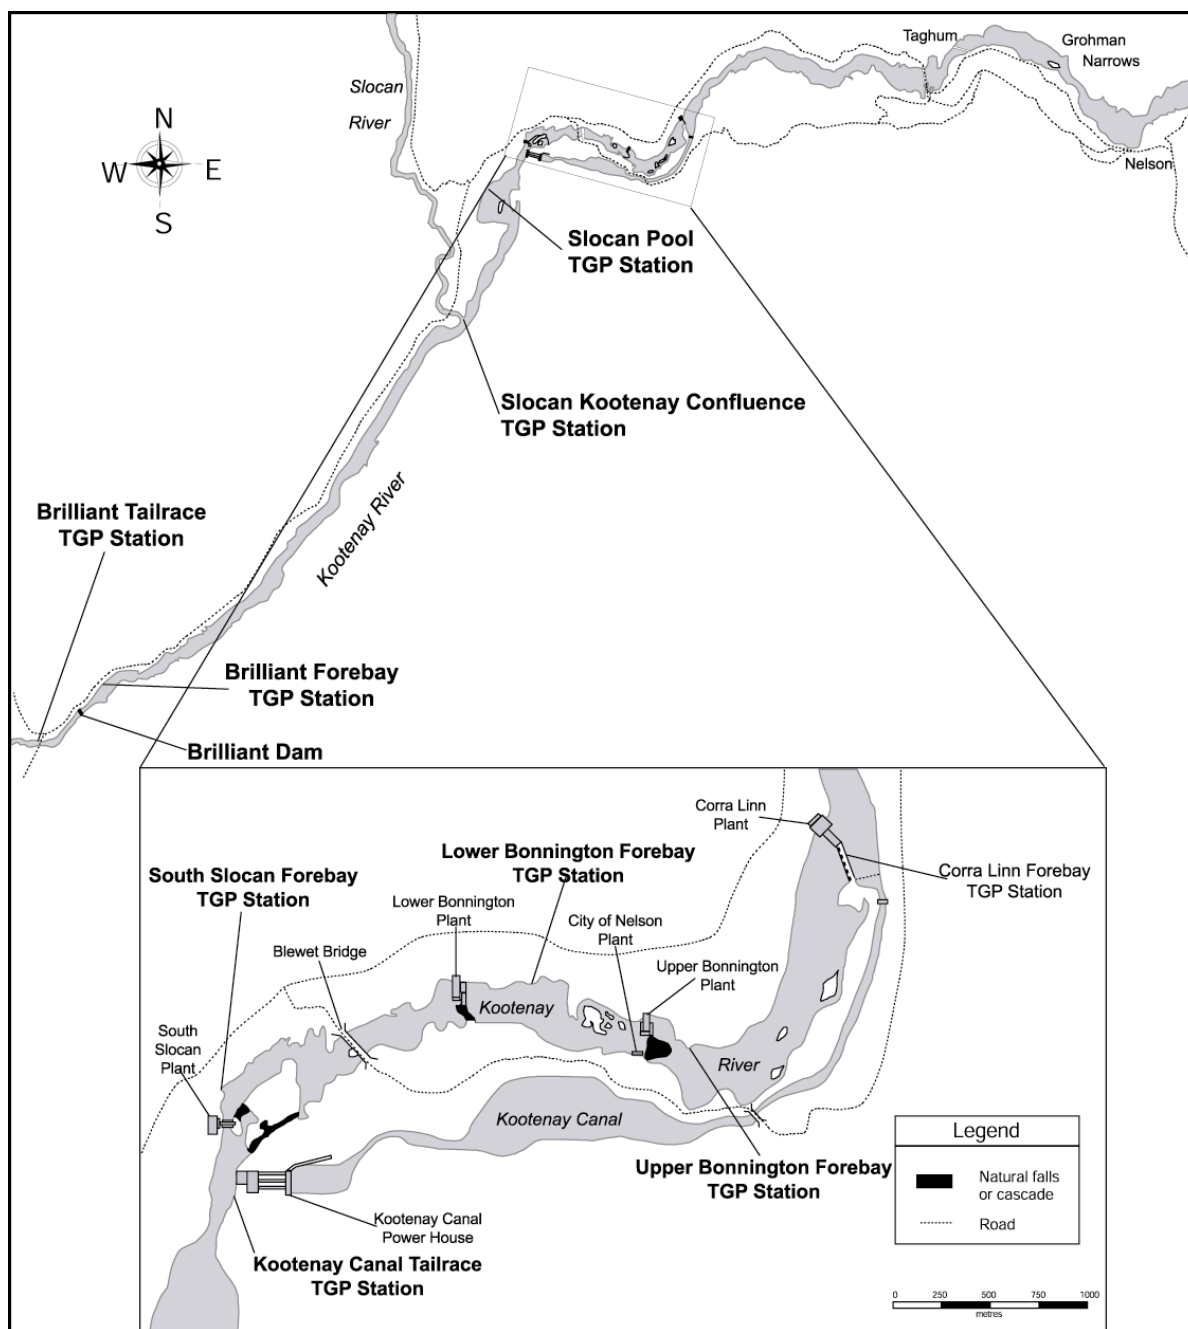 Taghum
Grohman
Narrows
Slocan
River
N
W
E
S
Nelson
Slocan Pool
TGP Station
Slocan Kootenay Confluence
TGP Station
Kootenay River
Brilliant Tailrace
TGP Station
Brilliant Forebay
TGP Station
Brilliant Dam
Corra Linn
Plant
Lower Bonnington Forebay
TGP Station
South Slocan Forebay
TGP Station
Corra Linn Forebay
TGP Station
Lower Bonnington
Plant
City of Nelson
Plant
Blewet Bridge
Upper Bonnington
Plant
Kootenay
South
Slocan
Plant
River
Kootenay Canal
Upper Bonnington Forebay
TGP Station
Legend
Natural falls
or cascade
Road
Kootenay Canal
Power House
Kootenay Canal Tailrace
TGP Station
0 250 500 750 1000
metres